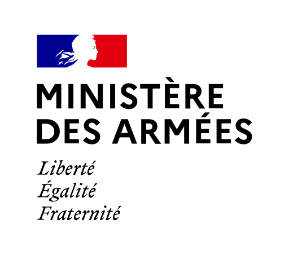 MINISTÈRE
DES ARMÉES
Liberté
Égalité
Fraternité